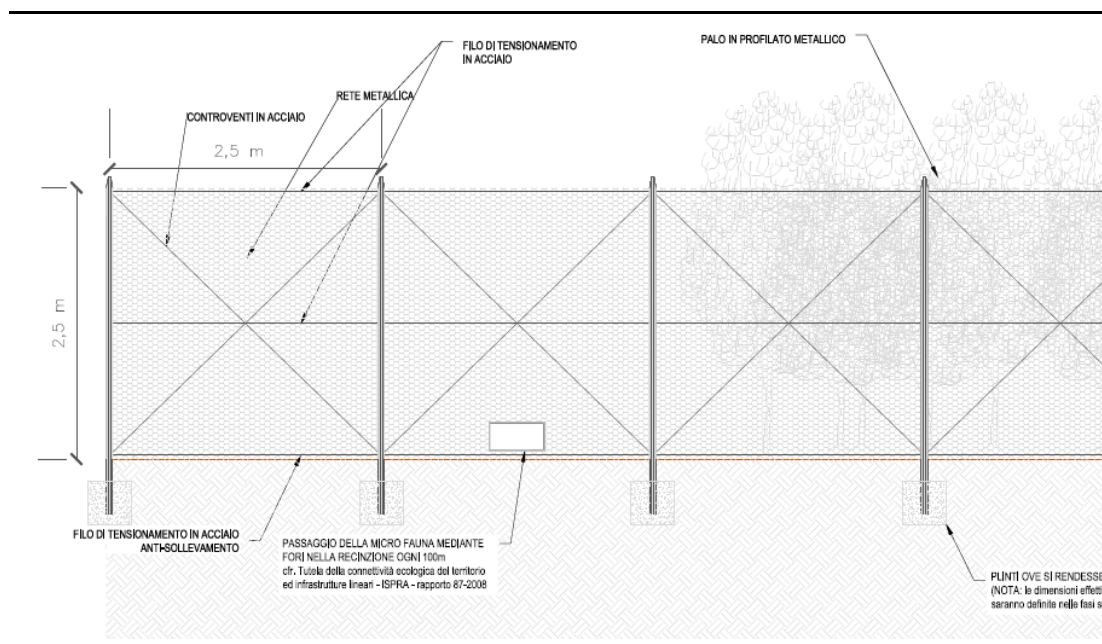 FILO DI TENSIONAMENTO
IN ACCIAIO
PALO IN PROFILATO METALLICO
RETE METALLICA
CONTROVENTI IN ACCIAIO
2,5 m
2,5 m
FILO DI TENSIONAMENTO IN ACCIAIO
ANTI-SOLLEVAMENTO
PASSAGGIO DELLA MICRO FAUNA MEDIANTE
FORI NELLA RECINZIONE OGNI 100m
cfr. Tutela della connettività ecologica del territorio
ed infrastrutture lineari - ISPRA - rapporto 87-2008
PLINTI OVE SI RENDESSE
(NOTA: le dimensioni effetti
saranno definite nelle fasi s